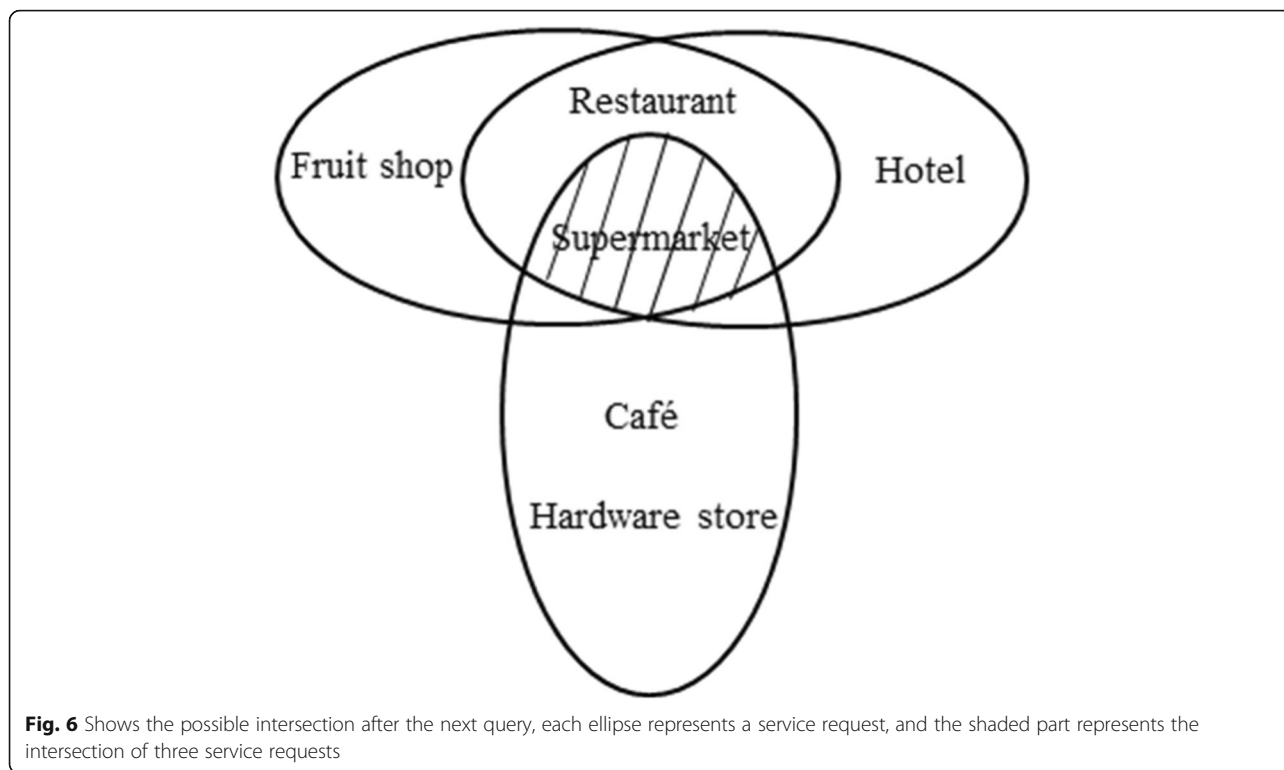 Restaurant
Fruit shop
Hotel
Supermarket
Café
Hardware store
Fig. 6 Shows the possible intersection after the next query, each ellipse represents a service request, and the shaded part represents the
intersection of three service requests